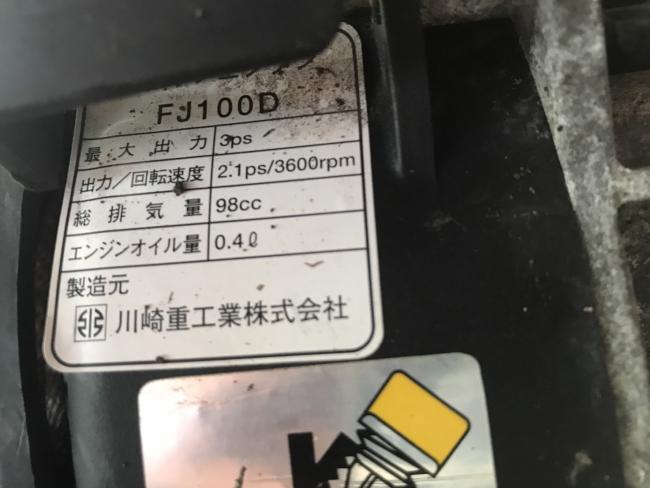 FJ100D
最大出力 3ps
出力/回転速度 2.1ps/3600rpm
総排気量 98cc
エンジンオイル量 0.4ℓ
製造元
川崎重工業株式会社